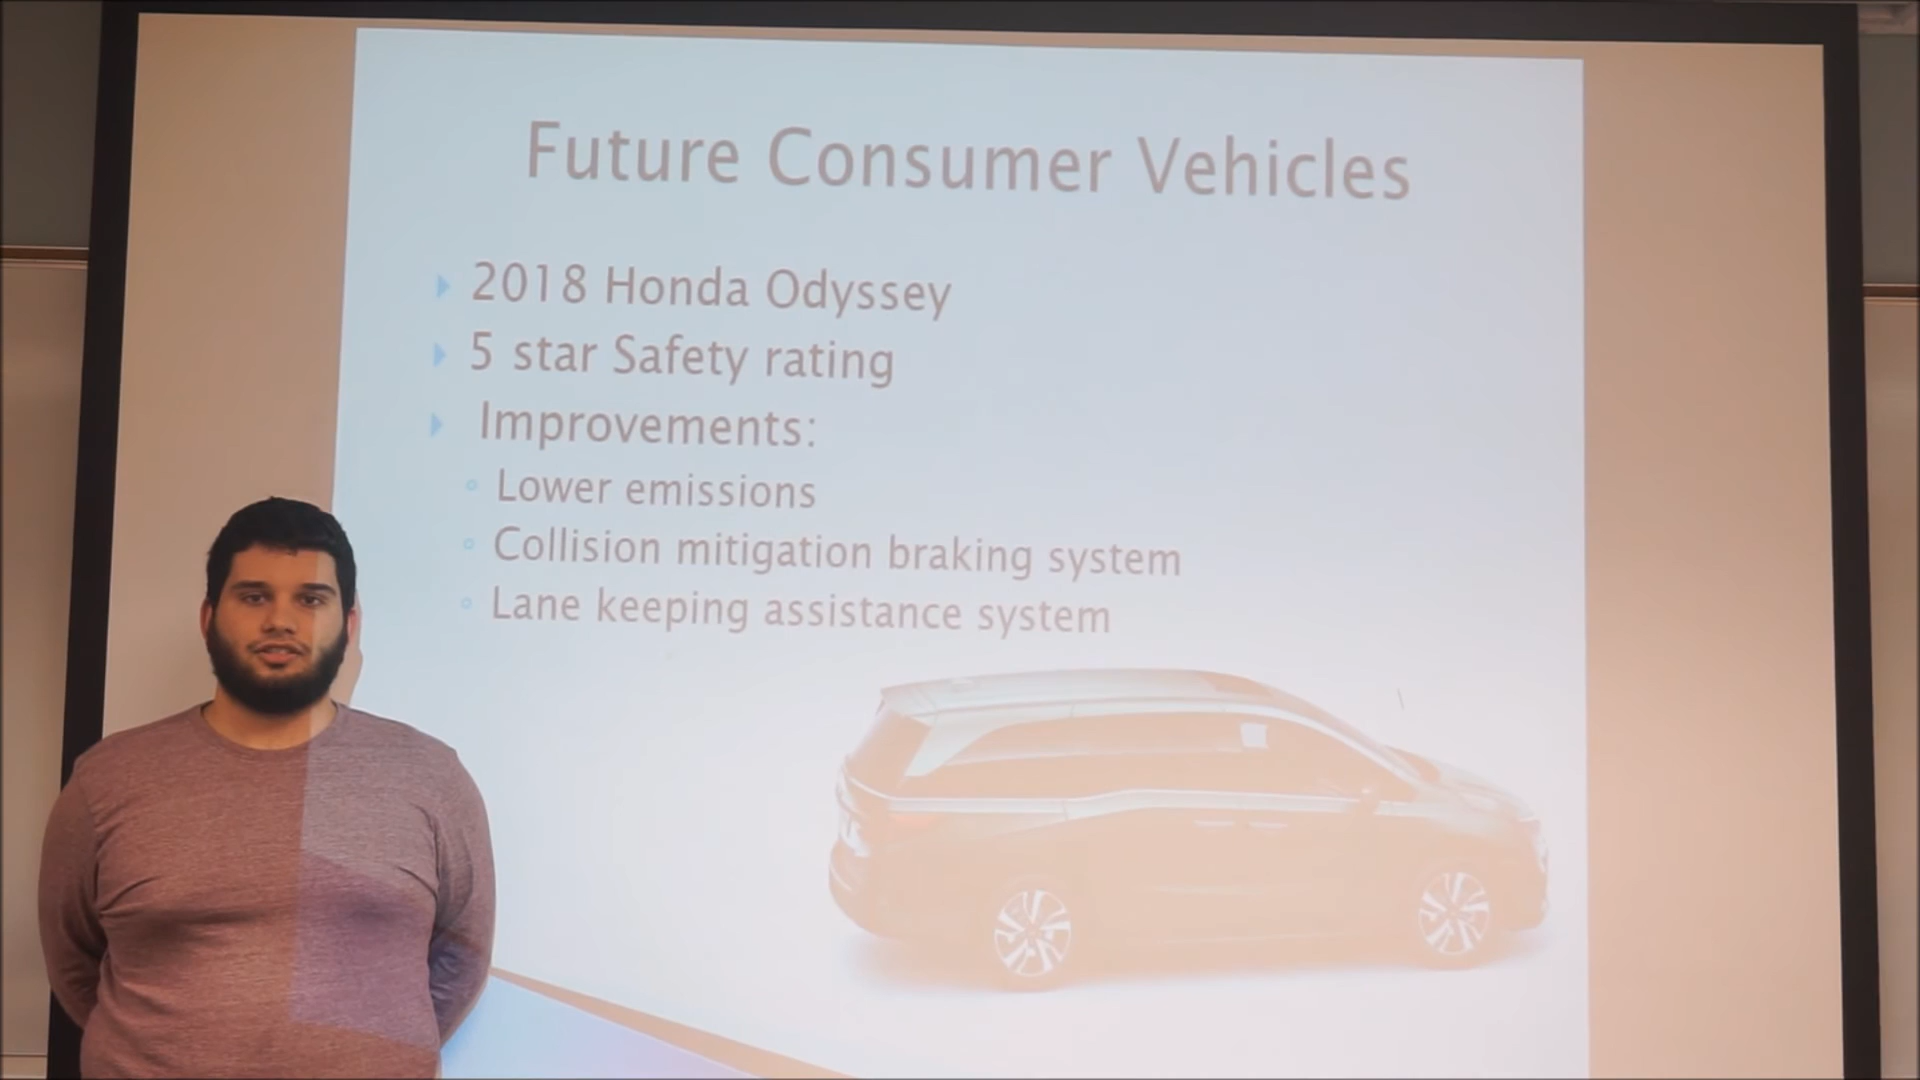 Future Consumer Vehicles
2018 Honda Odyssey
5 star Safety rating
Improvements:
Lower emissions
Collision mitigation braking system
Lane keeping assistance system